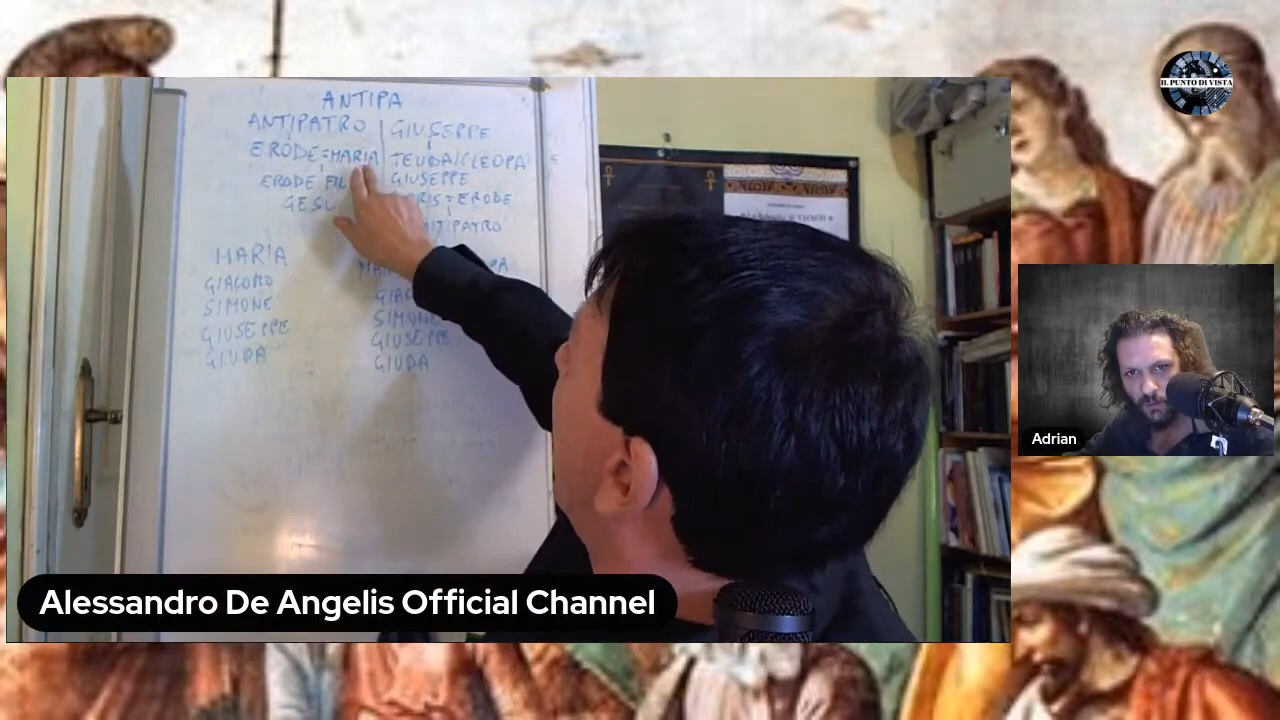 IL PUNTO DI VISTA
ANTIPA
ANTIPATRO GIUSEPPE
ERODE=MARIA TEUDA/CLEOPA
ERODE FIL GIUSEPPE
GESU ERODE
MARIA
GIACOMO
SIMONE SIMONE
GIUSEPPE GIUSEPPE
GIUDA GIUDA
Adrian
Alessandro De Angelis Official Channel